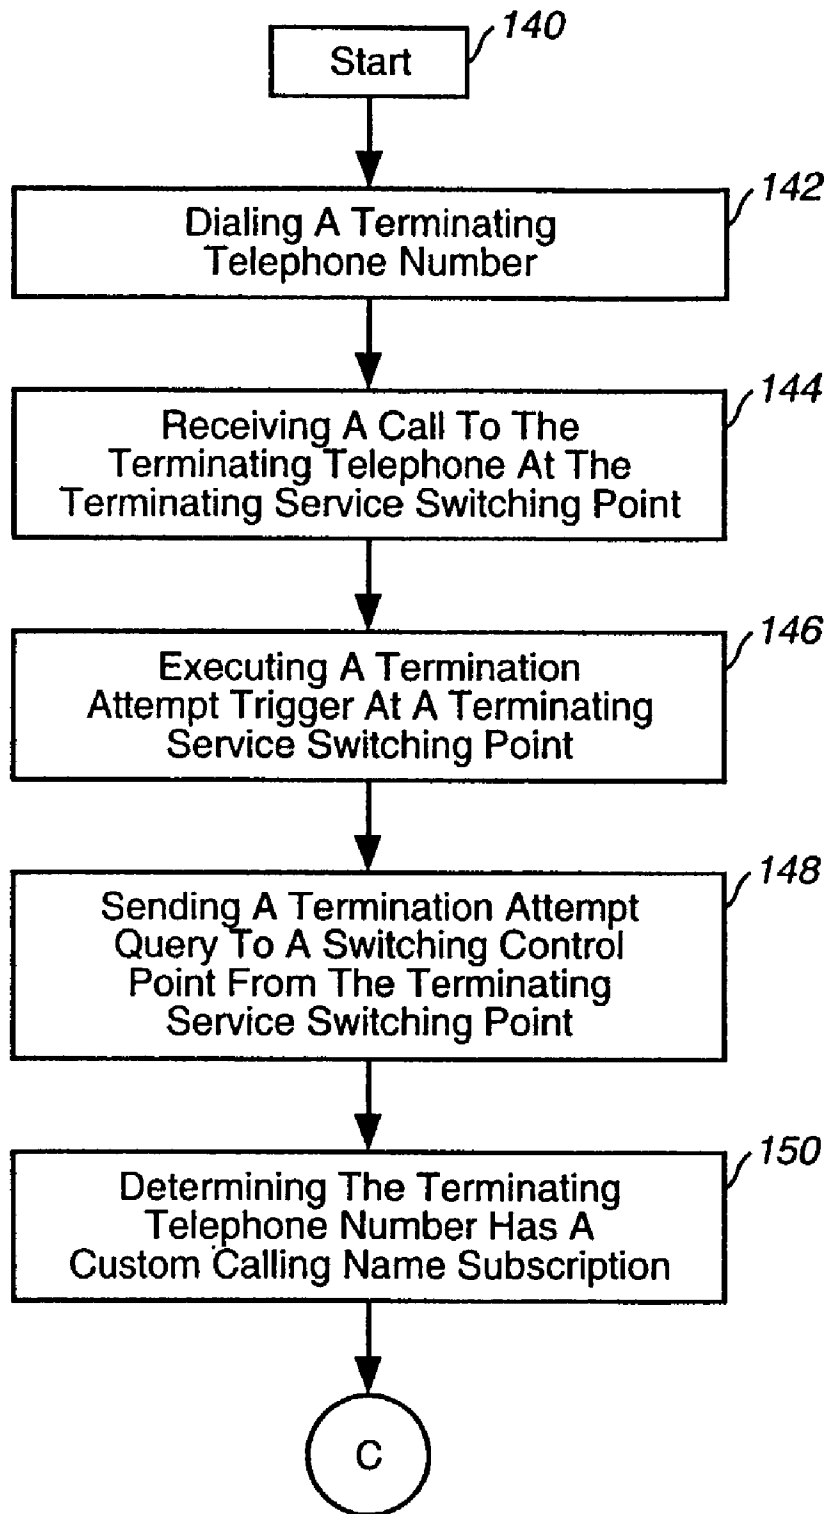 140
Start
142
Dialing A Terminating
Telephone Number
144
Receiving A Call To The
Terminating Telephone At The
Terminating Service Switching Point
146
Executing A Termination
Attempt Trigger At A Terminating
Service Switching Point
148
Sending A Termination Attempt
Query To A Switching Control
Point From The Terminating
Service Switching Point
150
Determining The Terminating
Telephone Number Has A
Custom Calling Name Subscription
C